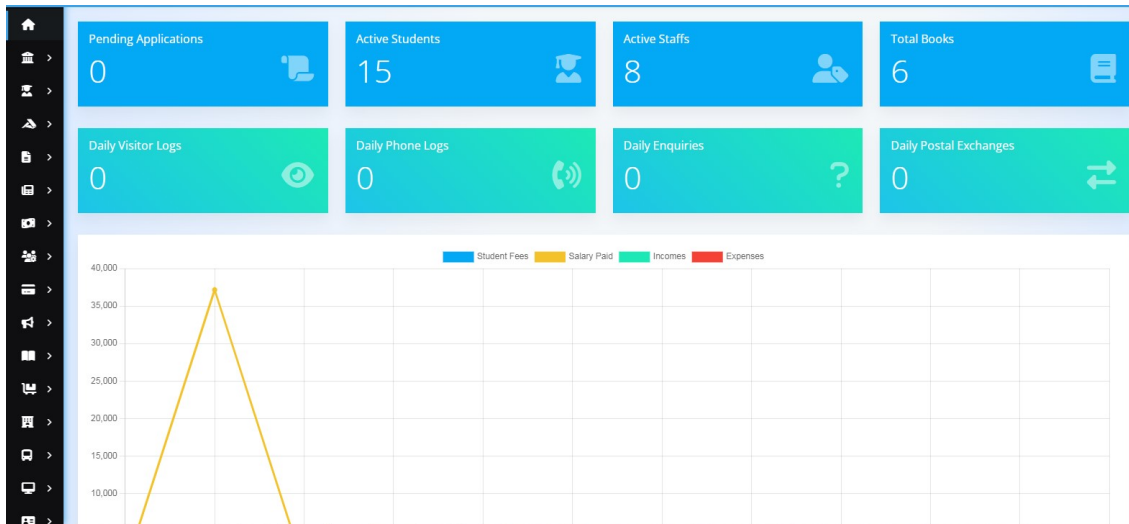 Pending Applications
0
Active Students
15
Active Staffs
8
Total Books
6
Daily Visitor Logs
0
Daily Phone Logs
0
Daily Enquiries
0
Daily Postal Exchanges
0
Student Fees Salary Paid Incomes Expenses
40,000
35,000
30,000
25,000
20,000
15,000
10,000